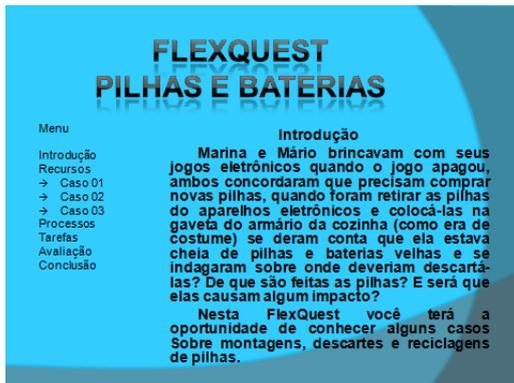 FLEXQUEST
PILHAS E BATERIAS
Menu
Introdução
Recursos
→ Caso 01
→ Caso 02
→ Caso 03
Processos
Tarefas
Avaliação
Conclusão
Introdução
Marina e Mário brincavam com seus
jogos eletrônicos quando o jogo apagou,
ambos concordaram que precisam comprar
novas pilhas, quando foram retirar as pilhas
do aparelhos eletrônicos e colocá-las na
gaveta do armário da cozinha (como era de
costume) se deram conta que ela estava
cheia de pilhas e baterias velhas e se
indagaram sobre onde deveriam descartá-
las? De que são feitas as pilhas? E será que
elas causam algum impacto?
Nesta FlexQuest você terá a
oportunidade de conhecer alguns casos
Sobre montagens, descartes e reciclagens
de pilhas.